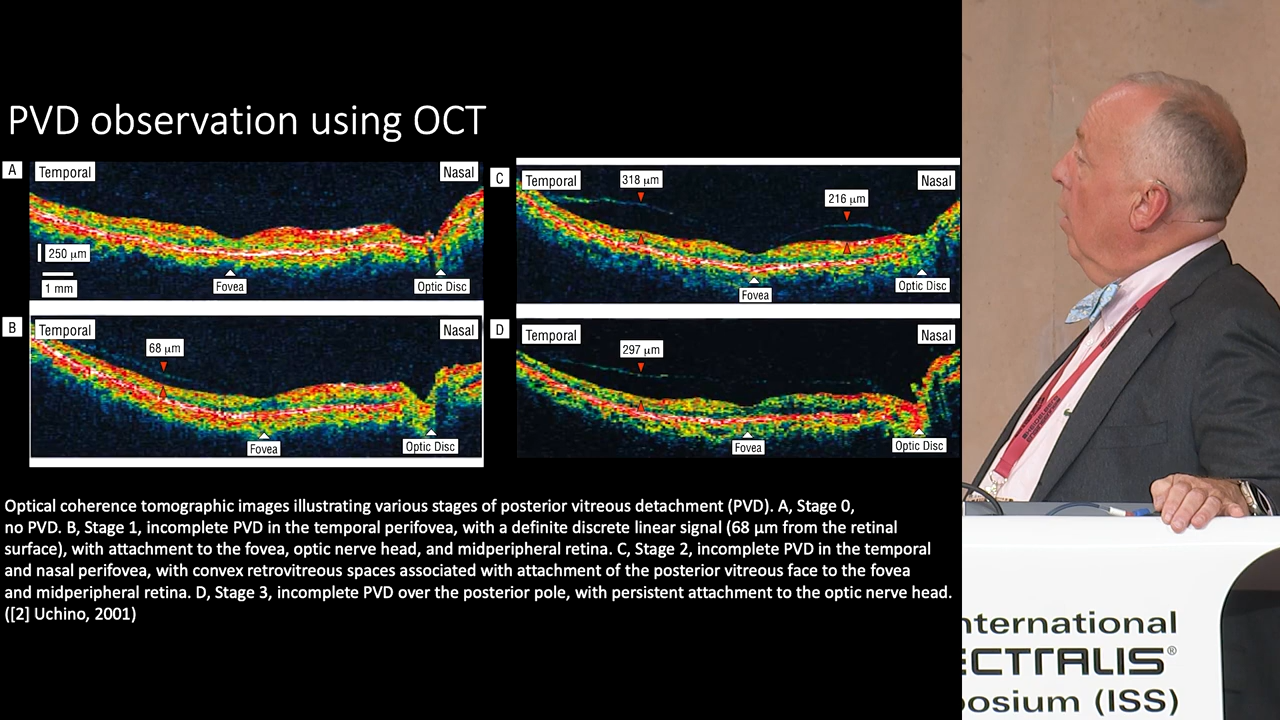 PVD observation using OCT
A
Temporal
Nasal
250 μm
1 mm
Fovea
Optic Disc
B
Temporal
Nasal
68 μm
Fovea
Optic Disc
C
Temporal
318 μm
216 μm
Nasal
Fovea
Optic Disc
D
Temporal
297 μm
Nasal
Fovea
Optic Disc
Optical coherence tomographic images illustrating various stages of posterior vitreous detachment (PVD). A, Stage 0,
no PVD. B, Stage 1, incomplete PVD in the temporal perifovea, with a definite discrete linear signal (68 μm from the retinal
surface), with attachment to the fovea, optic nerve head, and midperipheral retina. C, Stage 2, incomplete PVD in the temporal
and nasal perifovea, with convex retrovitreous spaces associated with attachment of the posterior vitreous face to the fovea
and midperipheral retina. D, Stage 3, incomplete PVD over the posterior pole, with persistent attachment to the optic nerve head.
([2] Uchino, 2001)
nternational
ECTRALIS®
posium (ISS)